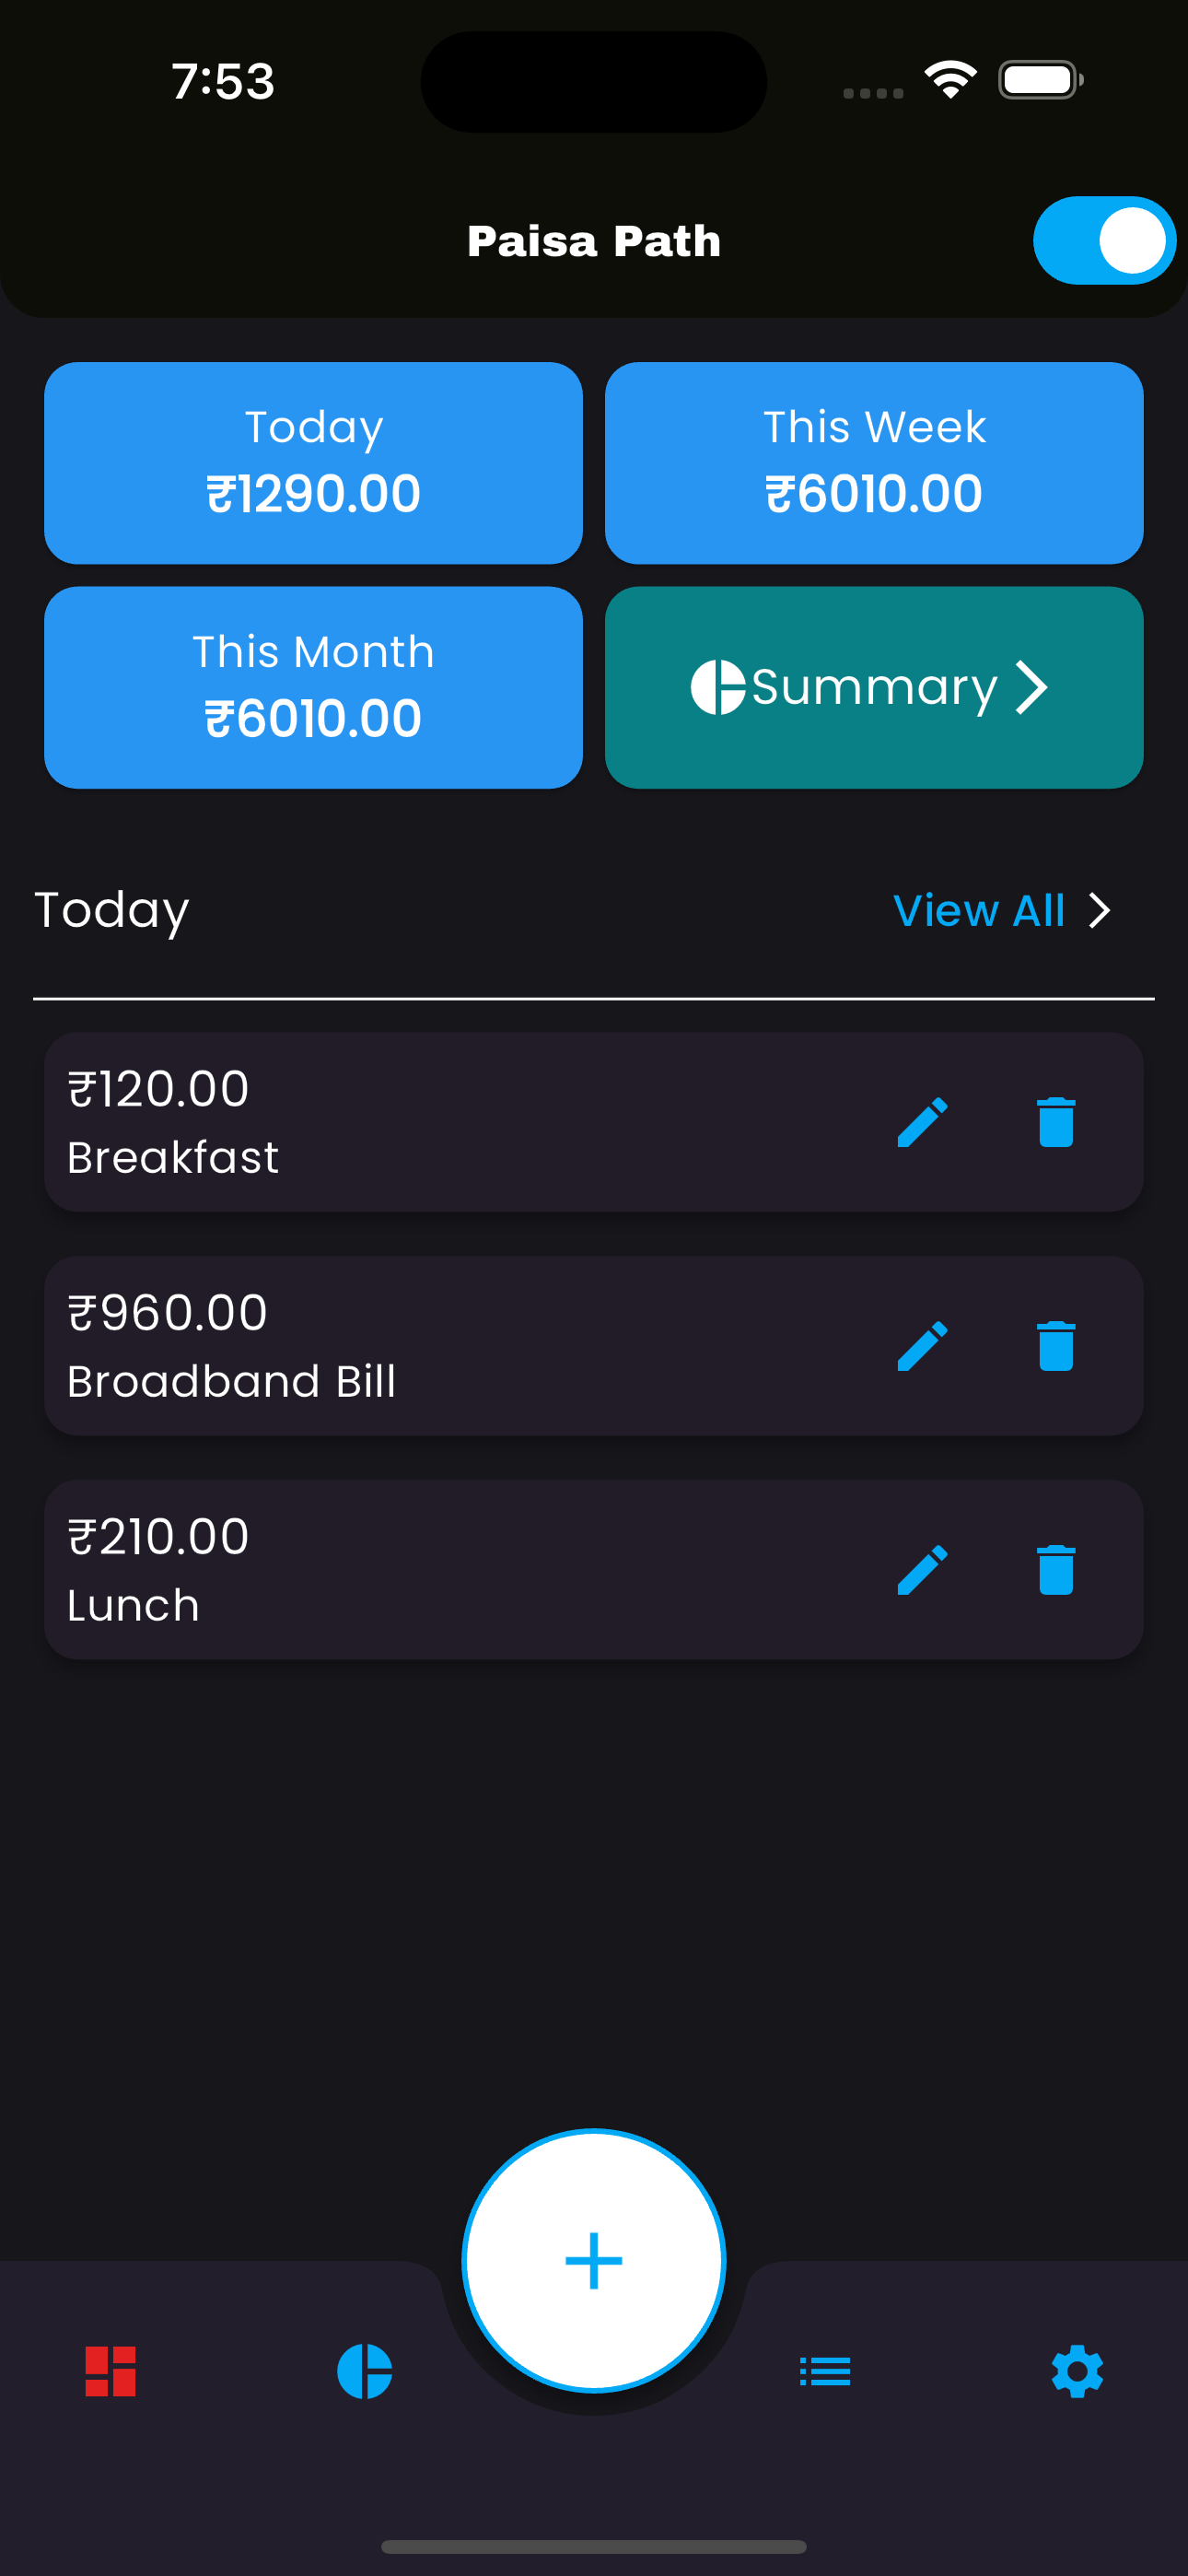 7:53
Paisa Path
Today
₹1290.00
This Week
₹6010.00
This Month
₹6010.00
Summary
Today
View All
₹120.00
Breakfast
₹960.00
Broadband Bill
₹210.00
Lunch